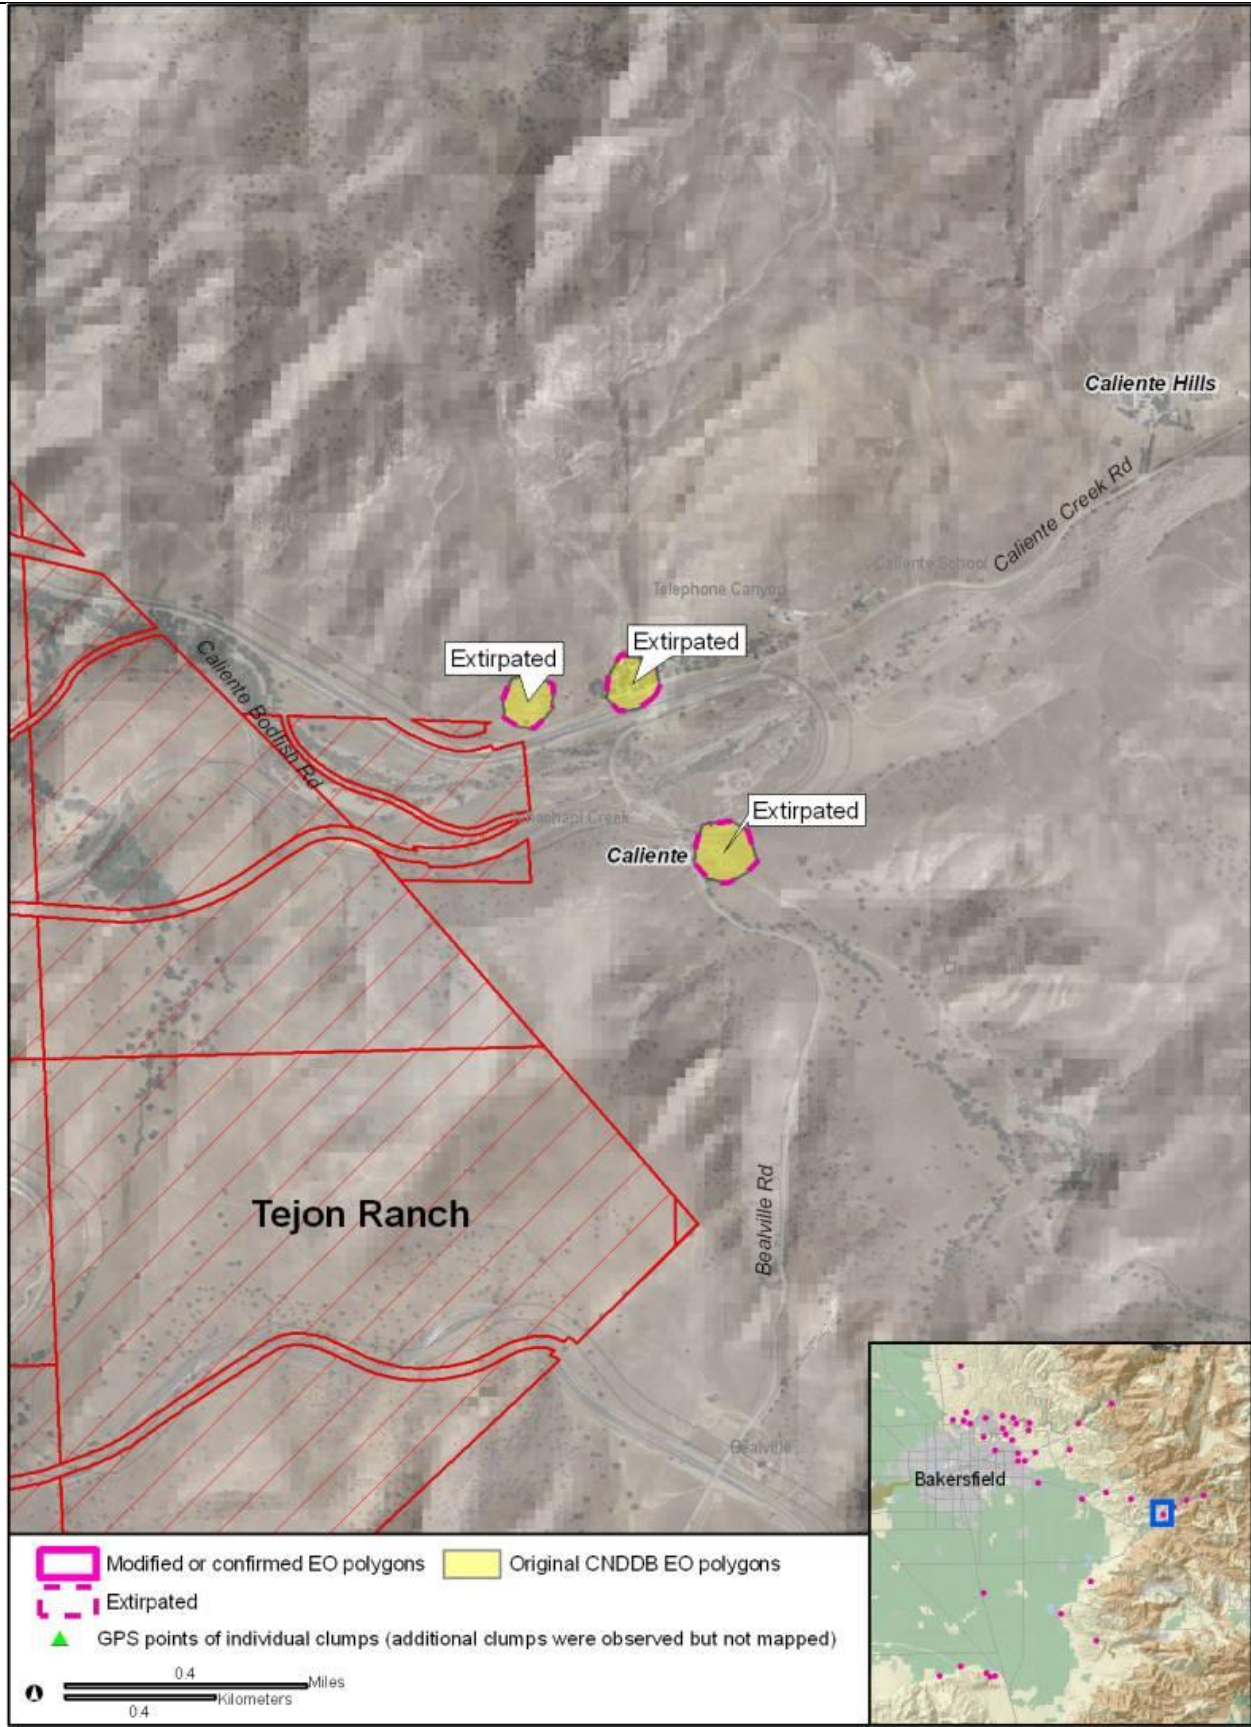 Caliente Hills
Caliente Creek Rd
Caliente School
Telephone Canyon
Extirpated
Extirpated
Caliente Bodfish Rd
Extirpated
Creek
Caliente
Bealville Rd
Tejon Ranch
Bealville
Bakersfield
Modified or confirmed EO polygons
Original CNDDB EO polygons
Extirpated
GPS points of individual clumps (additional clumps were observed but not mapped)
0.4
Miles
Kilometers
0.4